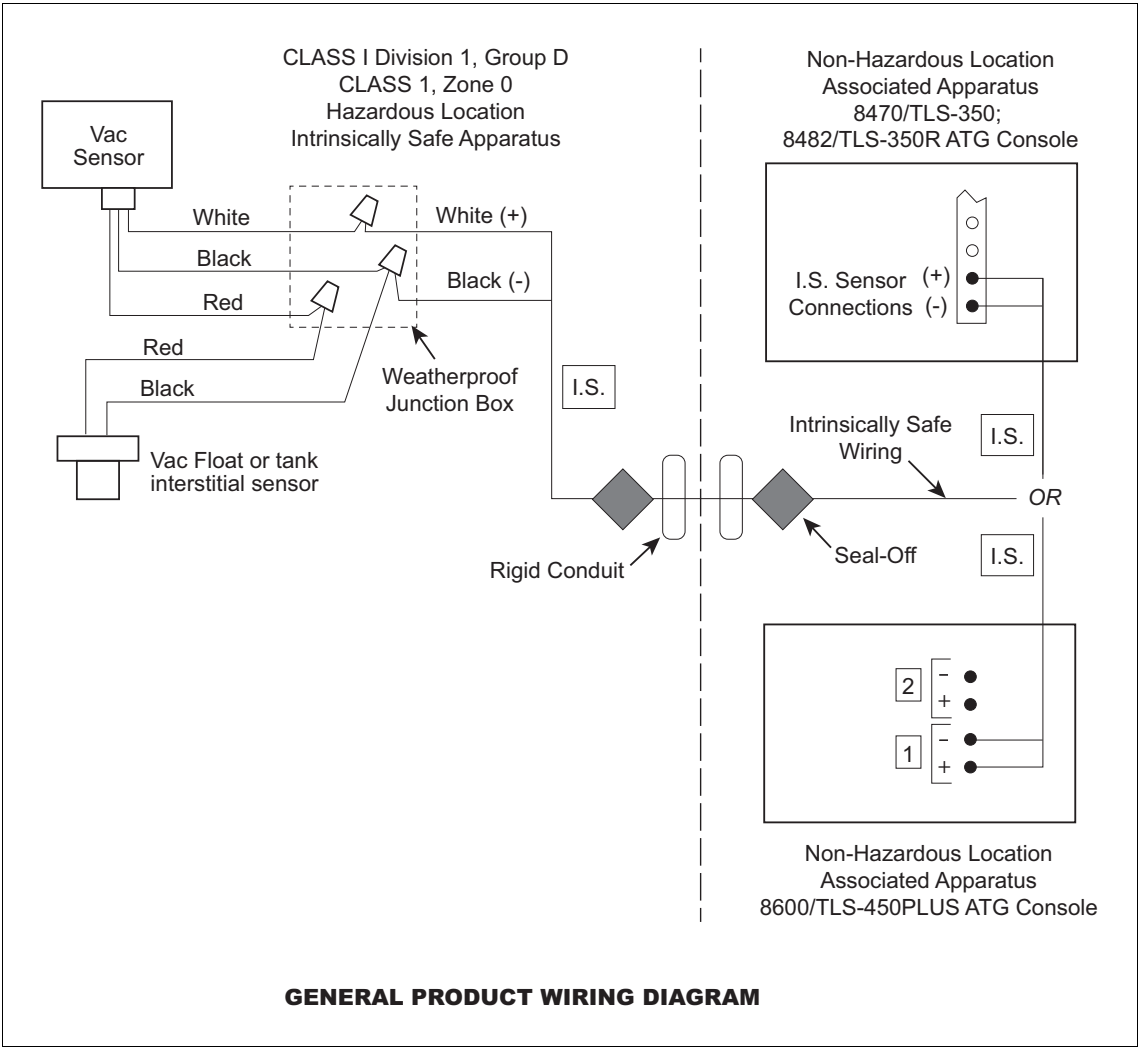 CLASS I Division 1, Group D
CLASS 1, Zone 0
Hazardous Location
Intrinsically Safe Apparatus
Non-Hazardous Location
Associated Apparatus
8470/TLS-350;
8482/TLS-350R ATG Console
Vac
Sensor
White
White (+)
Black
Black (-)
Red
Red
Black
Weatherproof
Junction Box
I.S.
Vac Float or tank
interstitial sensor
I.S. Sensor (+)
Connections (-)
Intrinsically Safe
Wiring
I.S.
OR
Rigid Conduit
Seal-Off
I.S.
2
-
+
1
-
+
Non-Hazardous Location
Associated Apparatus
8600/TLS-450PLUS ATG Console
GENERAL PRODUCT WIRING DIAGRAM